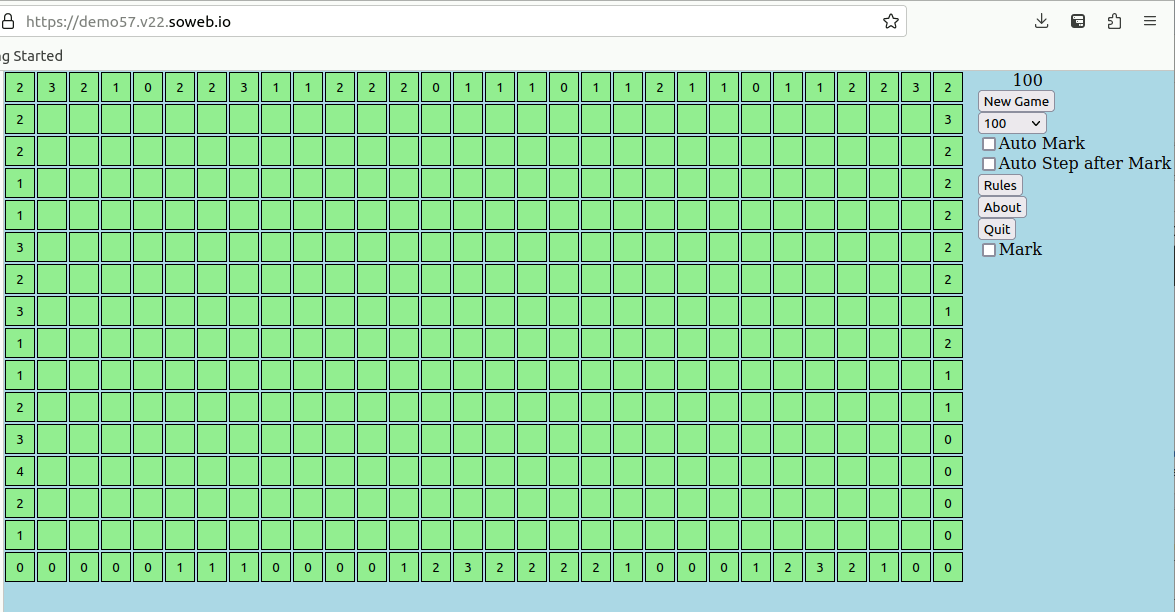 https://demo57.v22.soweb.io
g Started
2 3 2 1 0 2 2 3 1 1 2 2 2 0 1 1 1 0 1 1 2 1 1 0 1 1 2 2 3 2
2 3
2 2
1 2
1 2
3 2
2 2
3 1
1 2
1 1
2 1
3 0
4 0
2 0
1 0
0 0 0 0 0 1 1 1 0 0 0 0 1 2 3 2 2 2 2 1 0 0 0 1 2 3 2 1 0 0
100
New Game
100
Auto Mark
Auto Step after Mark
Rules
About
Quit
Mark